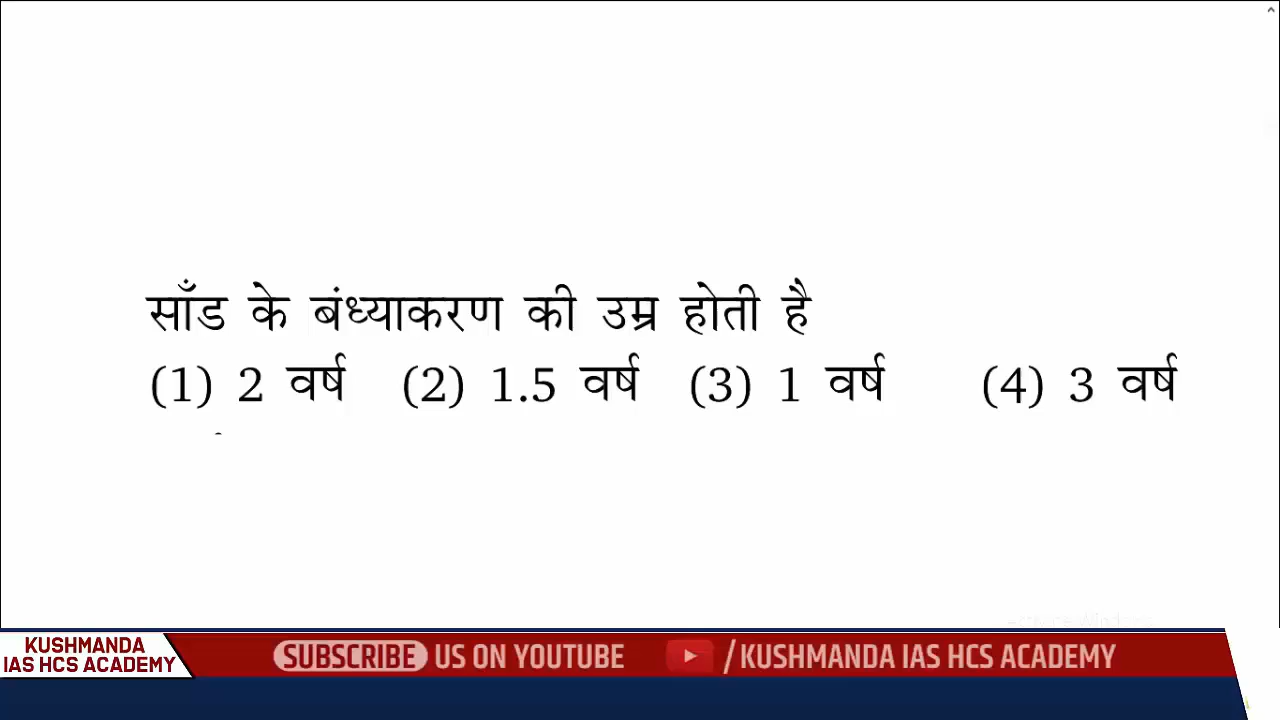 साँड के बंध्याकरण की उम्र होती है
(1) 2 वर्ष (2) 1.5 वर्ष (3) 1 वर्ष (4) 3 वर्ष
KUSHMANDA
IAS HCS ACADEMY
SUBSCRIBE US ON YOUTUBE /KUSHMANDA IAS HCS ACADEMY